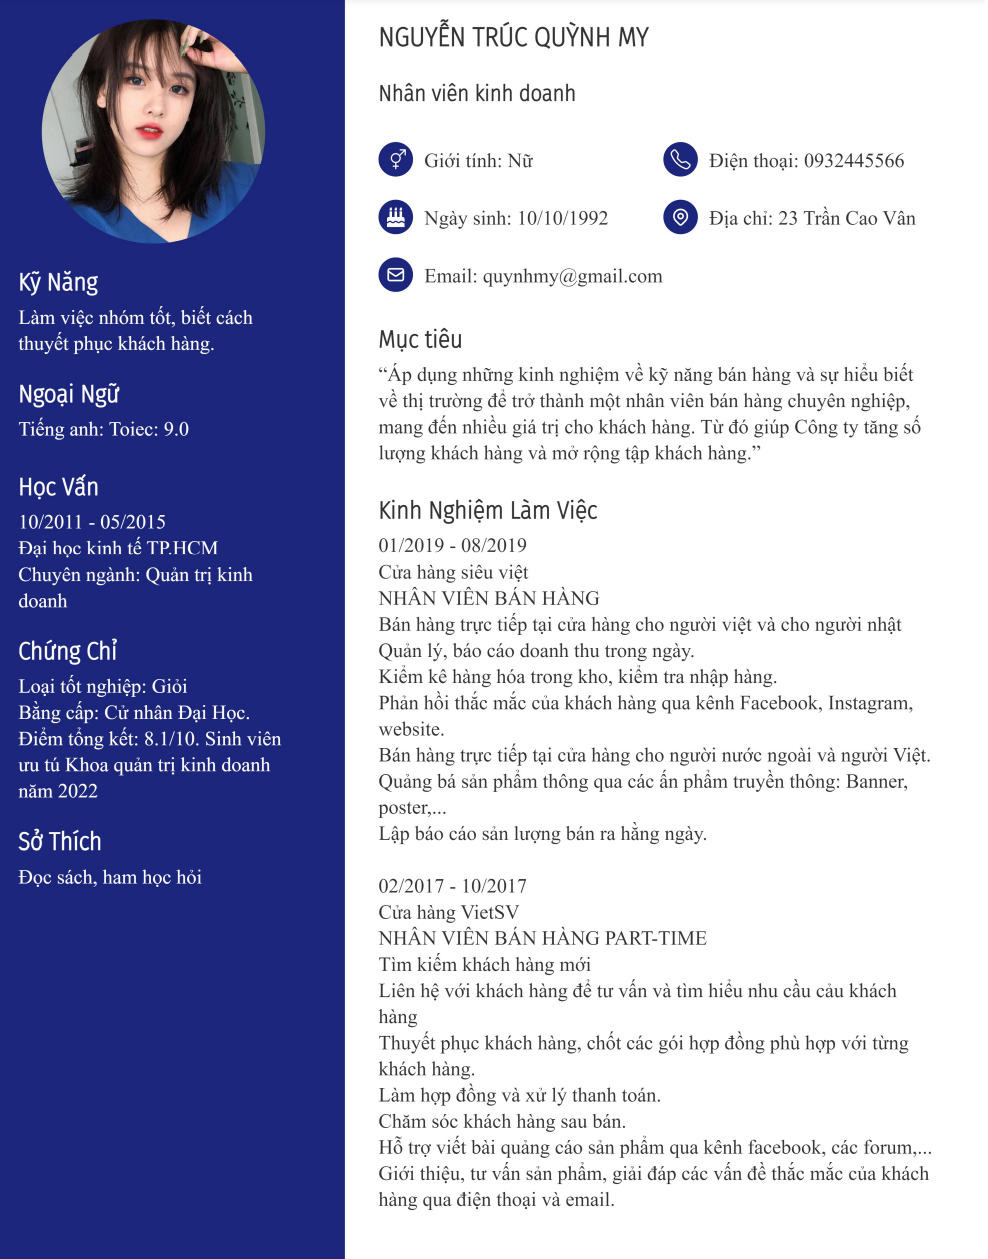 NGUYỄN TRÚC QUỲNH MY
Nhân viên kinh doanh
Giới tính: Nữ
Điện thoại: 0932445566
Ngày sinh: 10/10/1992
Địa chỉ: 23 Trần Cao Vân
Email: quynhmy@gmail.com
Kỹ Năng
Làm việc nhóm tốt, biết cách
thuyết phục khách hàng.
Ngoại Ngữ
Tiếng anh: Toiec: 9.0
Học Vấn
10/2011 - 05/2015
Đại học kinh tế TP.HCM
Chuyên ngành: Quản trị kinh
doanh
Chứng Chỉ
Loại tốt nghiệp: Giỏi
Bằng cấp: Cử nhân Đại Học.
Điểm tổng kết: 8.1/10. Sinh viên
ưu tú Khoa quản trị kinh doanh
năm 2022
Sở Thích
Đọc sách, ham học hỏi
Mục tiêu
“Áp dụng những kinh nghiệm về kỹ năng bán hàng và sự hiểu biết
về thị trường để trở thành một nhân viên bán hàng chuyên nghiệp,
mang đến nhiều giá trị cho khách hàng. Từ đó giúp Công ty tăng số
lượng khách hàng và mở rộng tập khách hàng.”
Kinh Nghiệm Làm Việc
01/2019 - 08/2019
Cửa hàng siêu việt
NHÂN VIÊN BÁN HÀNG
Bán hàng trực tiếp tại cửa hàng cho người việt và cho người nhật
Quản lý, báo cáo doanh thu trong ngày.
Kiểm kê hàng hóa trong kho, kiểm tra nhập hàng.
Phản hồi thắc mắc của khách hàng qua kênh Facebook, Instagram,
website.
Bán hàng trực tiếp tại cửa hàng cho người nước ngoài và người Việt.
Quảng bá sản phẩm thông qua các ấn phẩm truyền thông: Banner,
poster,...
Lập báo cáo sản lượng bán ra hằng ngày.
02/2017 - 10/2017
Cửa hàng VietSV
NHÂN VIÊN BÁN HÀNG PART-TIME
Tìm kiếm khách hàng mới
Liên hệ với khách hàng để tư vấn và tìm hiểu nhu cầu cảu khách
hàng
Thuyết phục khách hàng, chốt các gói hợp đồng phù hợp với từng
khách hàng.
Làm hợp đồng và xử lý thanh toán.
Chăm sóc khách hàng sau bán.
Hỗ trợ viết bài quảng cáo sản phẩm qua kênh facebook, các forum,...
Giới thiệu, tư vấn sản phẩm, giải đáp các vấn đề thắc mắc của khách
hàng qua điện thoại và email.